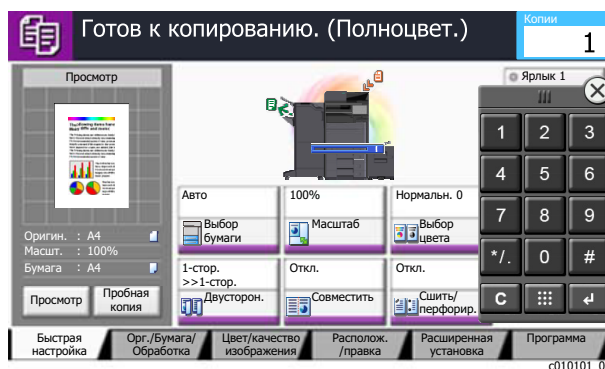 Готов к копированию. (Полноцвет.)
Копии
1
Просмотр
Ярлык 1
Оригин. : A4
Масшт. : 100%
Бумага : A4
Просмотр
Пробная
копия
Авто
Выбор
бумаги
100%
Масштаб
Нормальн. 0
Выбор
цвета
1-стор.
>>1-стор.
Двусторон.
Откл.
Совместить
Откл.
Сшить/
перфорир.
1 2 3
4 5 6
7 8 9
*/. 0 #
C
Быстрая
настройка
Орг./Бумага/
Обработка
Цвет/качество
изображения
Располож.
/правка
Расширенная
установка
Программа